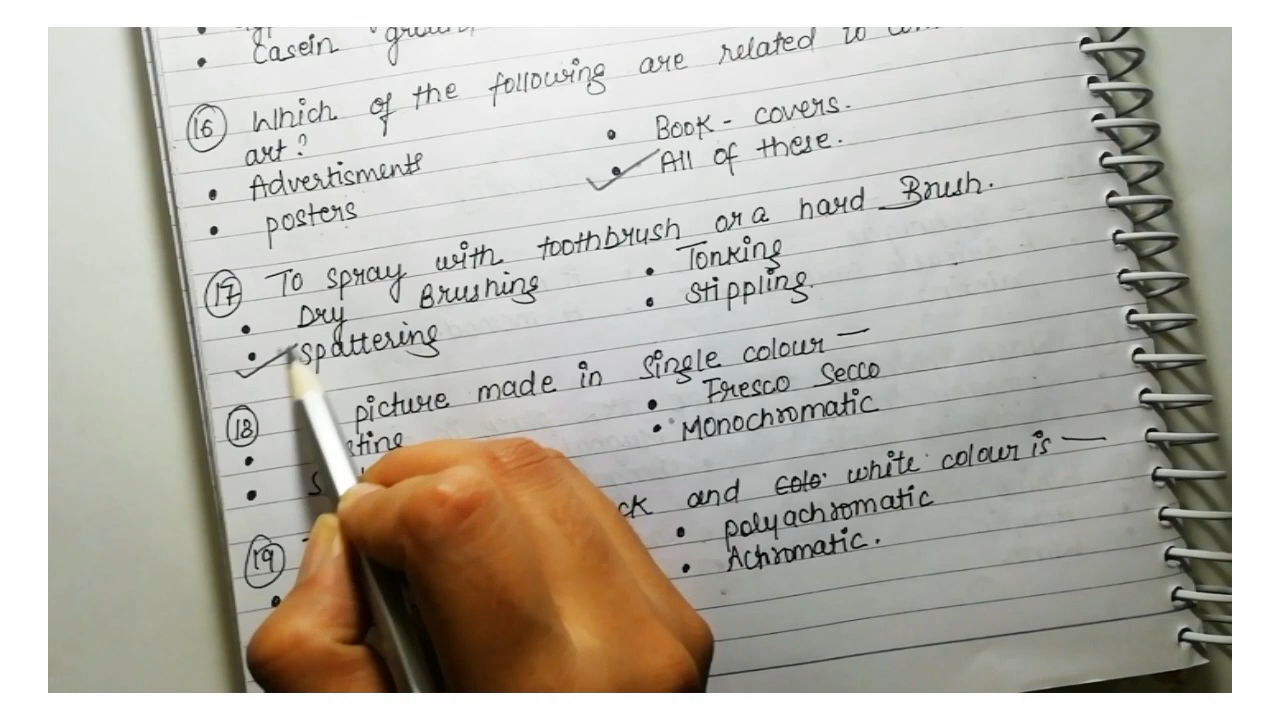 • Casein
16 Which of the following are related to
art?
• Book - covers.
• Advertisments
• All of these.
• posters
17 To spray with toothbrush or a hard Brush.
• Dry Brushing
• Tonking
• Spattering
• Stippling.
18 picture made in single colour —
• Fresco Secco
• Monochromatic
19 and colo. white colour is —
• polyachromatic
• Achromatic.